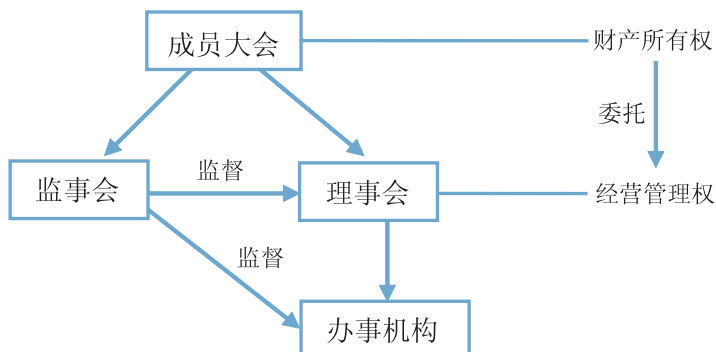 成员大会
财产所有权
委托
监事会
监督
理事会
经营管理权
监督
办事机构